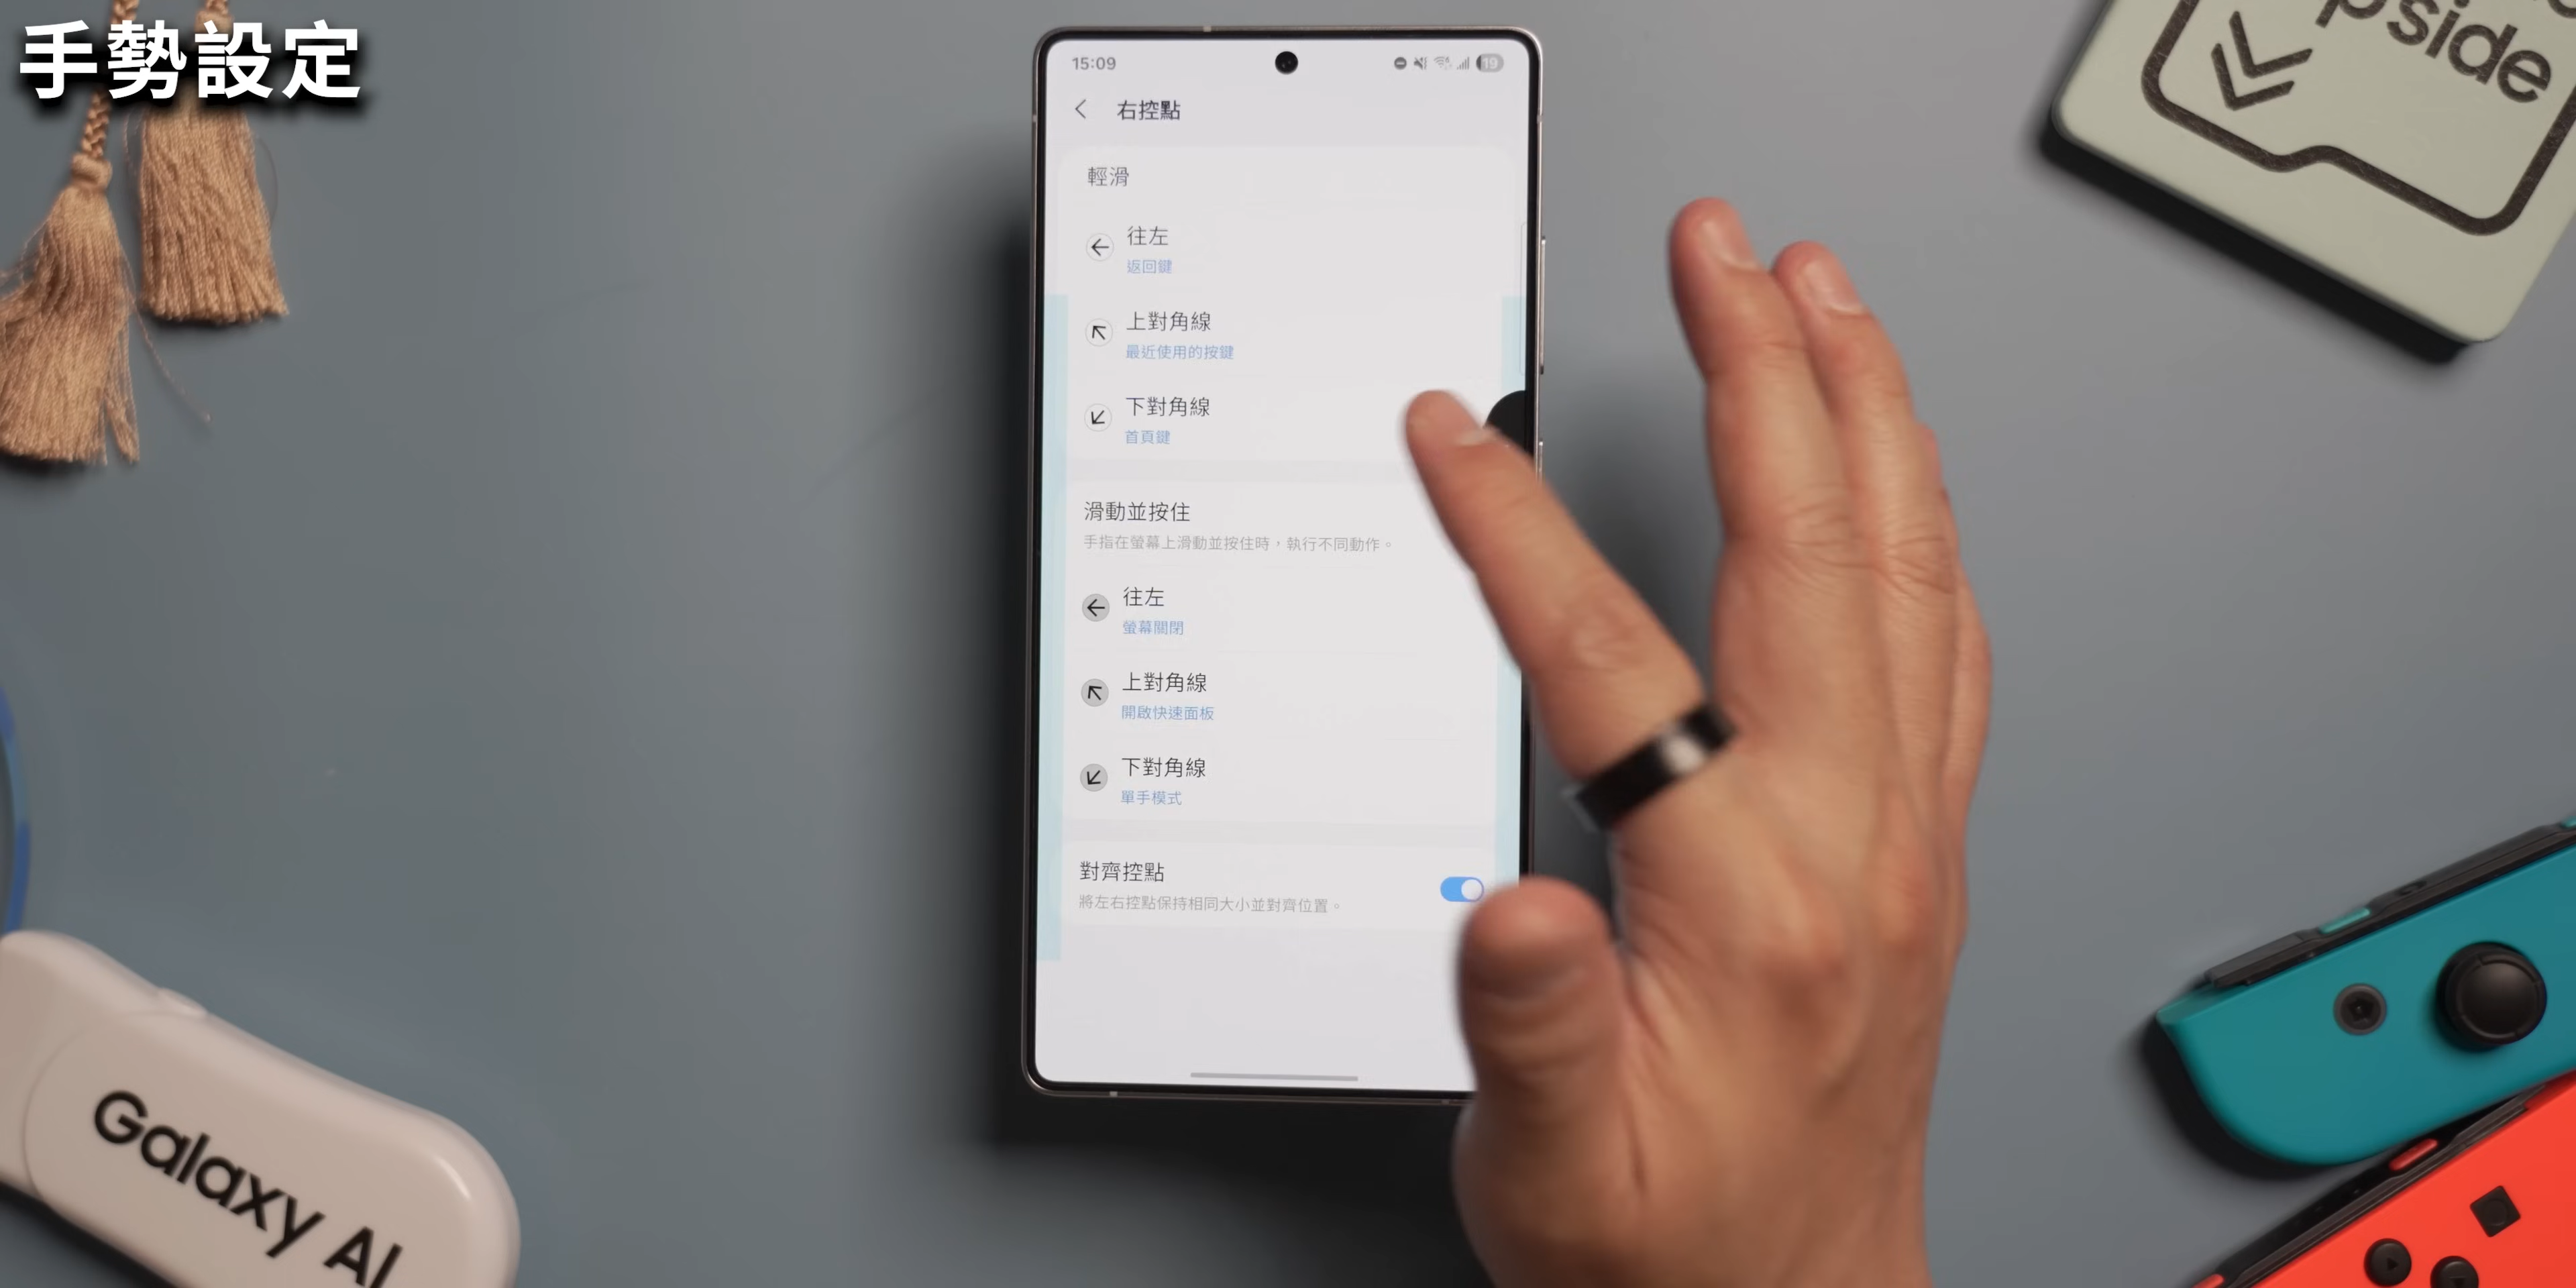 手勢設定
15:09
19
右控點
輕滑
往左
返回鍵
上對角線
最近使用的按鍵
下對角線
首頁鍵
滑動並按住
手指在螢幕上滑動並按住時，執行不同動作。
往左
螢幕關閉
上對角線
開啟快速面板
下對角線
單手模式
對齊控點
將左右控點保持相同大小並對齊位置。
pside
Galaxy AI